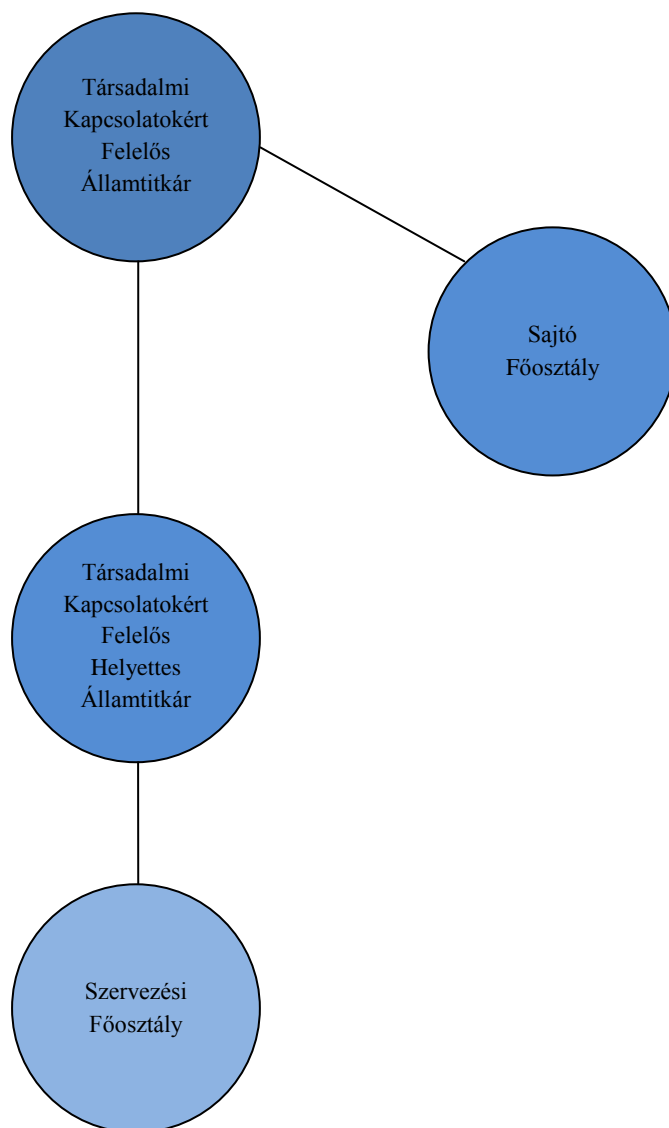 Társadalmi
Kapcsolatokért
Felelős
Államtitkár
Sajtó
Főosztály
Társadalmi
Kapcsolatokért
Felelős
Helyettes
Államtitkár
Szervezési
Főosztály